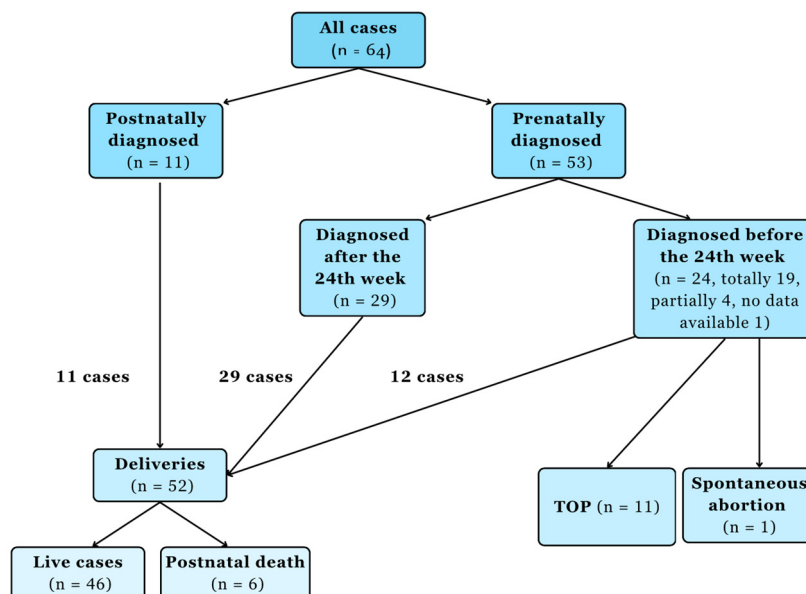 All cases
(n = 64)
Postnatally
diagnosed
(n = 11)
Prenatally
diagnosed
(n = 53)
Diagnosed
after the
24th week
(n = 29)
Diagnosed before
the 24th week
(n = 24, totally 19,
partially 4, no data
available 1)
11 cases
29 cases
12 cases
Deliveries
(n = 52)
TOP (n = 11)
Spontaneous
abortion
(n = 1)
Live cases
(n = 46)
Postnatal death
(n = 6)